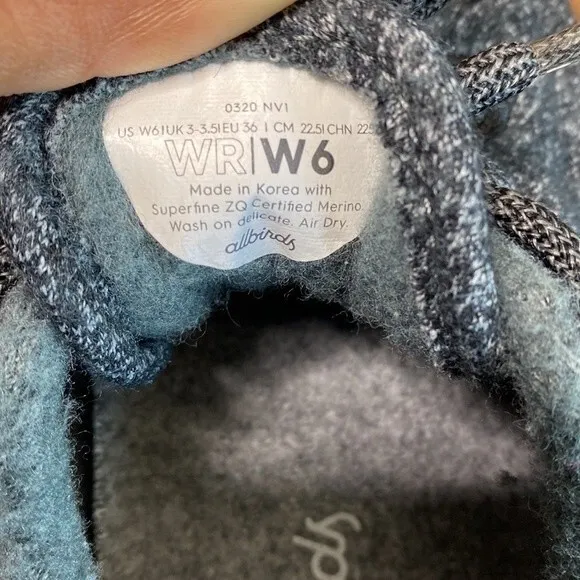 0320 NV1
US W6 | UK 3-3.5 | EU 36 | CM 22.5 | CHN 225
WR|W6
Made in Korea with
Superfine ZQ Certified Merino.
Wash on delicate. Air Dry.
allbirds